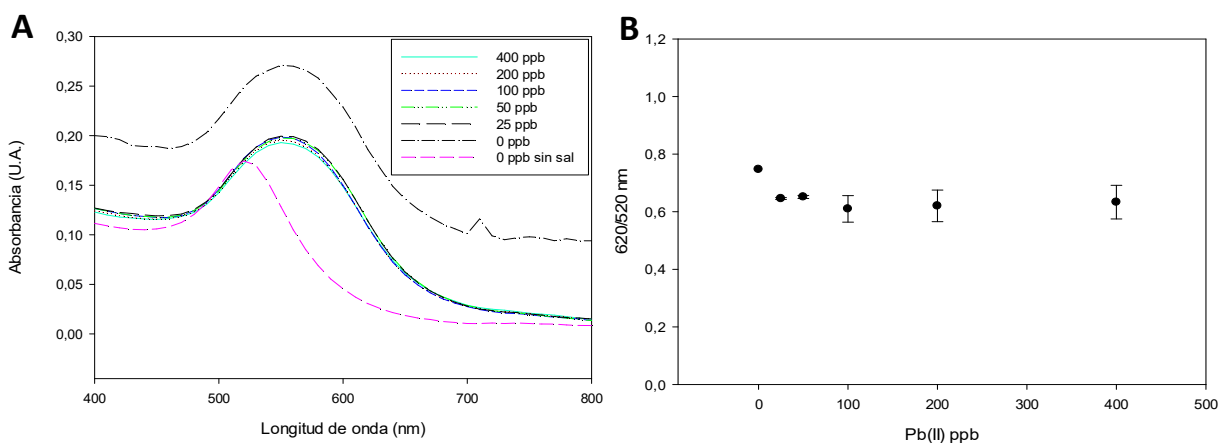 A
0,30
0,25
0,20
0,15
0,10
0,05
0,00
Absorbancia (U.A.)
400 ppb
200 ppb
100 ppb
50 ppb
25 ppb
0 ppb
0 ppb sin sal
400 500 600 700 800
Longitud de onda (nm)
B
1,2
1,0
0,8
0,6
0,4
0,2
0,0
620/520 nm
0 100 200 300 400 500
Pb(II) ppb